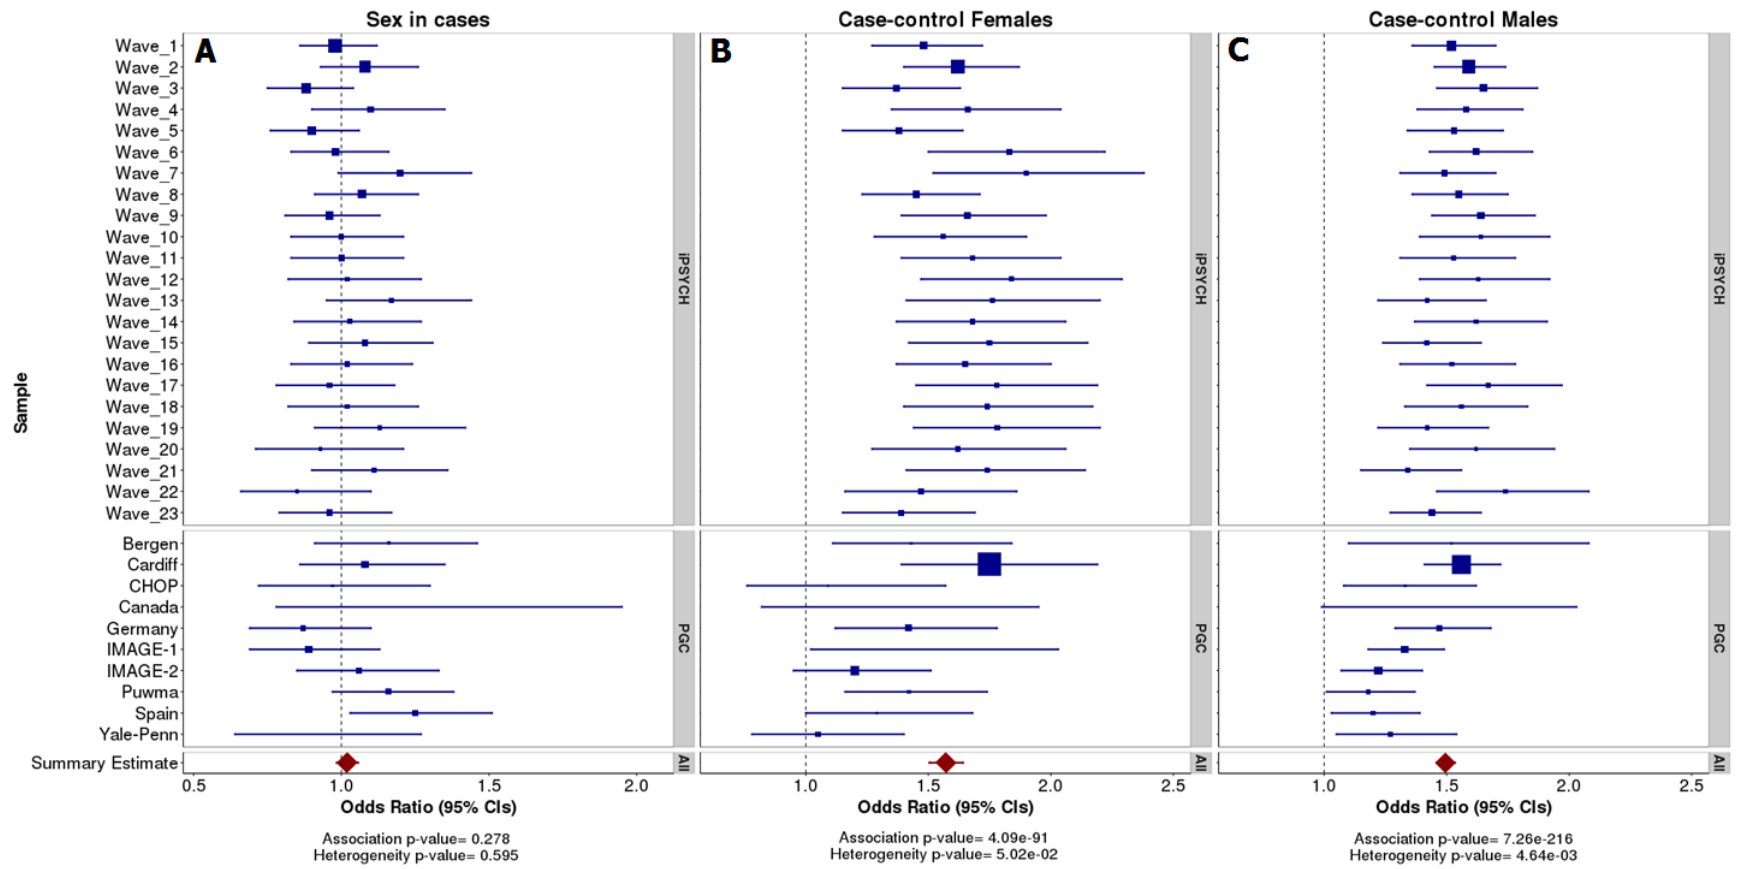 Sex in cases
Case-control Females
Case-control Males
A
B
C
Sample
Wave_1
Wave_2
Wave_3
Wave_4
Wave_5
Wave_6
Wave_7
Wave_8
Wave_9
Wave_10
Wave_11
Wave_12
Wave_13
Wave_14
Wave_15
Wave_16
Wave_17
Wave_18
Wave_19
Wave_20
Wave_21
Wave_22
Wave_23
iPSYCH
iPSYCH
iPSYCH
Bergen
Cardiff
CHOP
Canada
Germany
IMAGE-1
IMAGE-2
Puwma
Spain
Yale-Penn
PGC
PGC
PGC
Summary Estimate
All
All
All
0.5 1.0 1.5 2.0
1.0 1.5 2.0 2.5
1.0 1.5 2.0 2.5
Odds Ratio (95% CIs)
Odds Ratio (95% CIs)
Odds Ratio (95% CIs)
Association p-value= 0.278
Heterogeneity p-value= 0.595
Association p-value= 4.09e-91
Heterogeneity p-value= 5.02e-02
Association p-value= 7.26e-216
Heterogeneity p-value= 4.64e-03